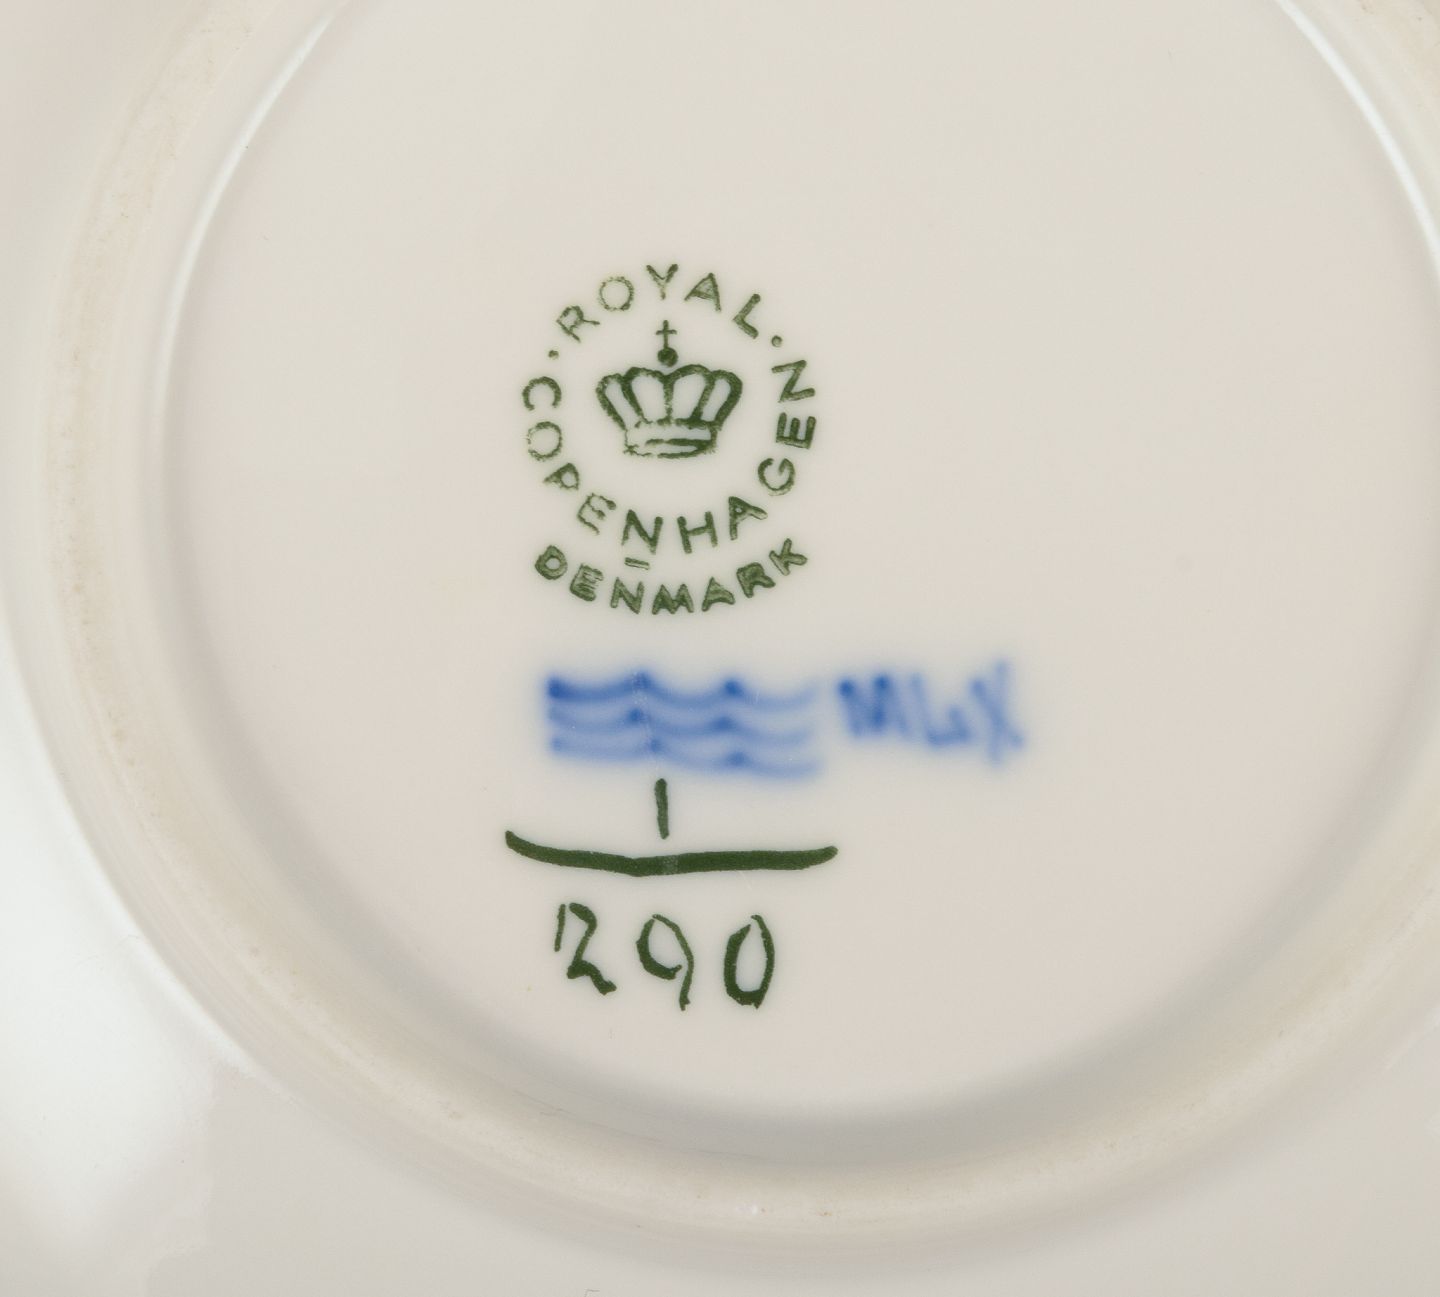 ROYAL
COPENHAGEN
DENMARK
1
290